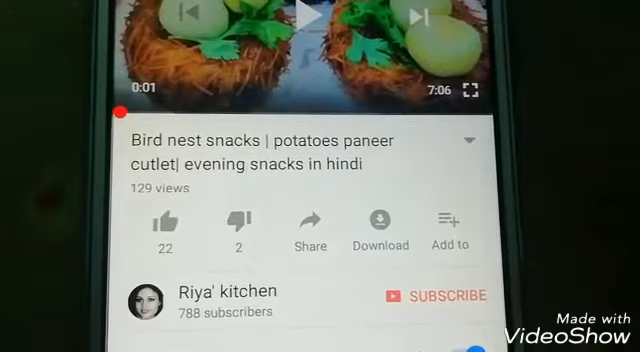 0:01
7:06
Bird nest snacks | potatoes paneer
cutlet| evening snacks in hindi
129 views
22
2
Share
Download
Add to
Riya' kitchen
SUBSCRIBE
788 subscribers
Made with
VideoShow